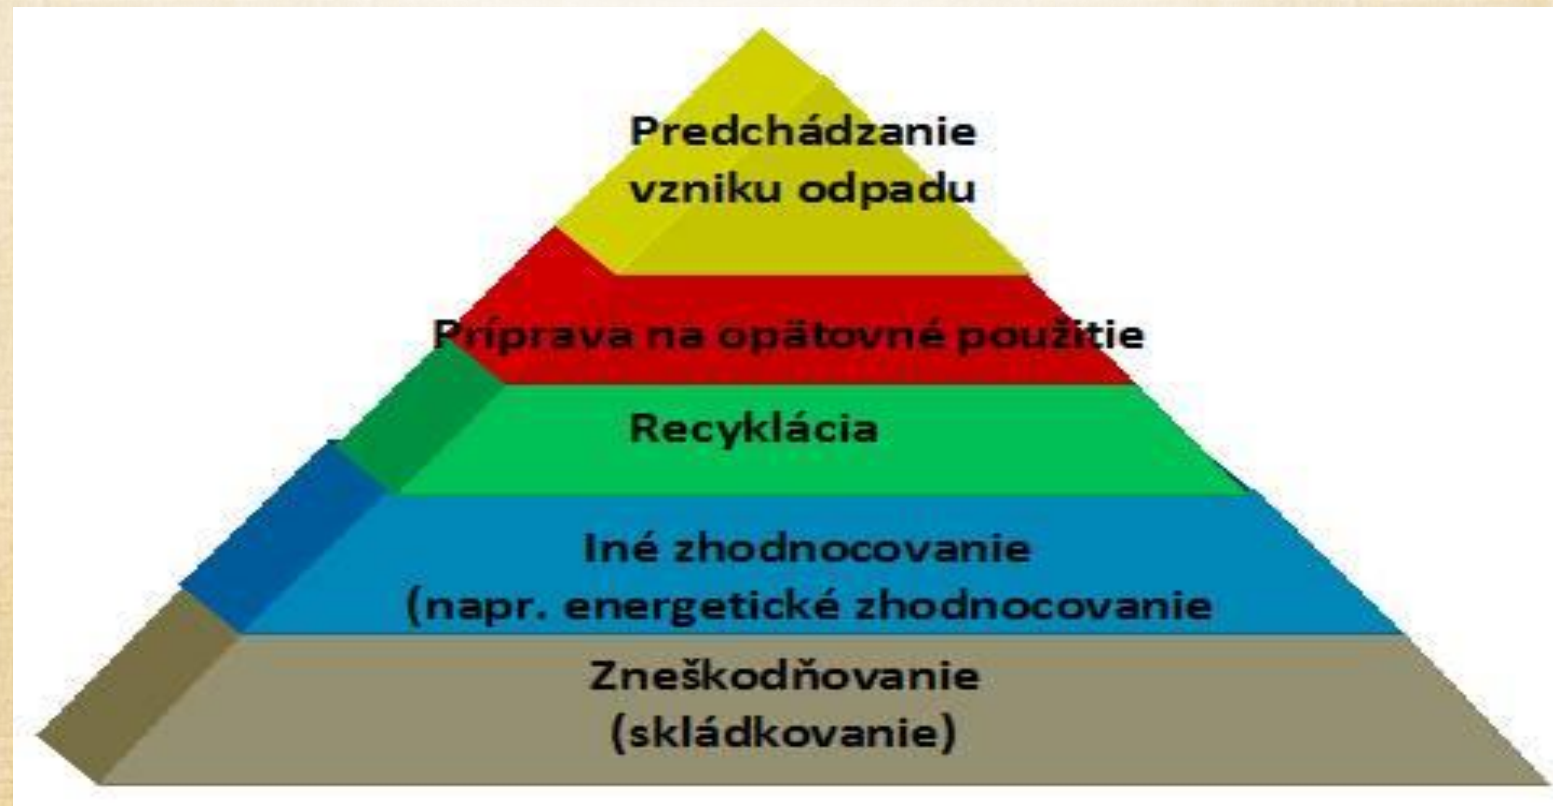 Predchádzanie
vzniku odpadu
Príprava na opätovné použitie
Recyklácia
Iné zhodnocovanie
(napr. energetické zhodnocovanie
Zneškodňovanie
(skládkovanie)